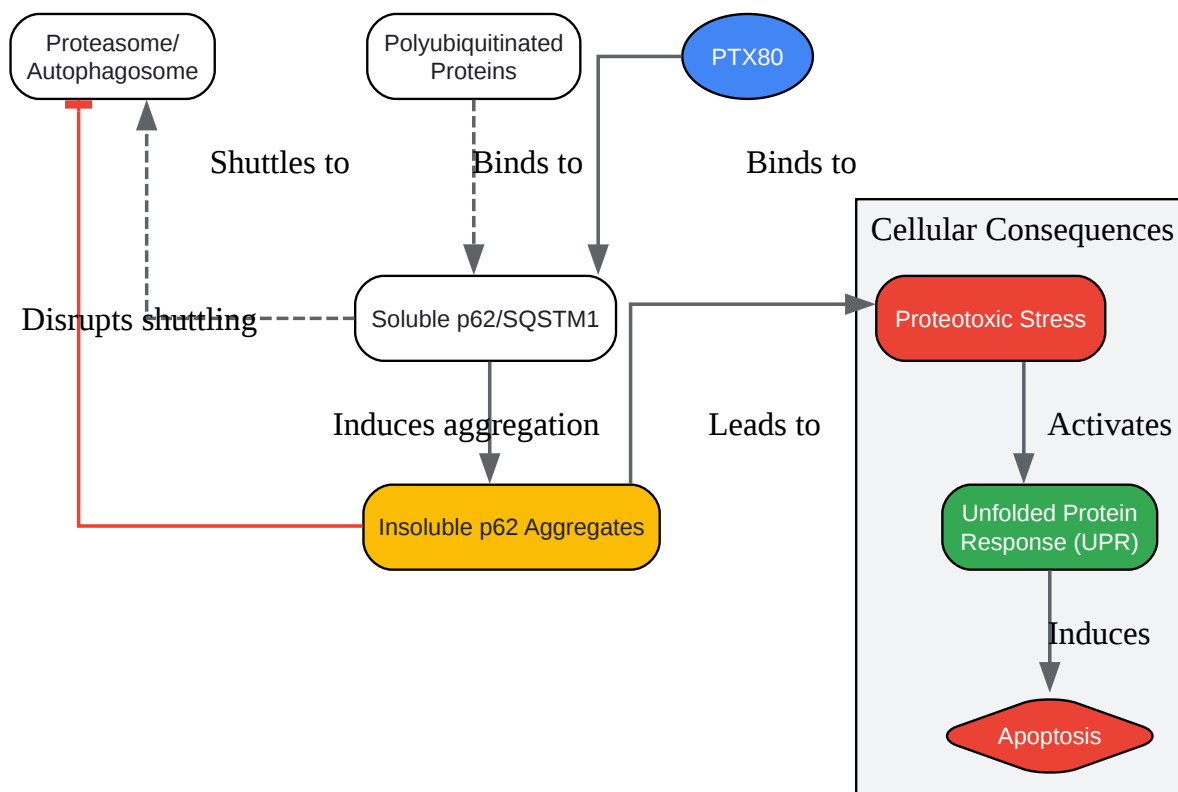 Proteasome/
Autophagosome
Polyubiquitinated
Proteins
PTX80
Shuttles to
Binds to
Binds to
Cellular Consequences
Disrupts shuttling
Soluble p62/SQSTM1
Proteotoxic Stress
Induces aggregation
Leads to
Activates
Insoluble p62 Aggregates
Unfolded Protein
Response (UPR)
Induces
Apoptosis